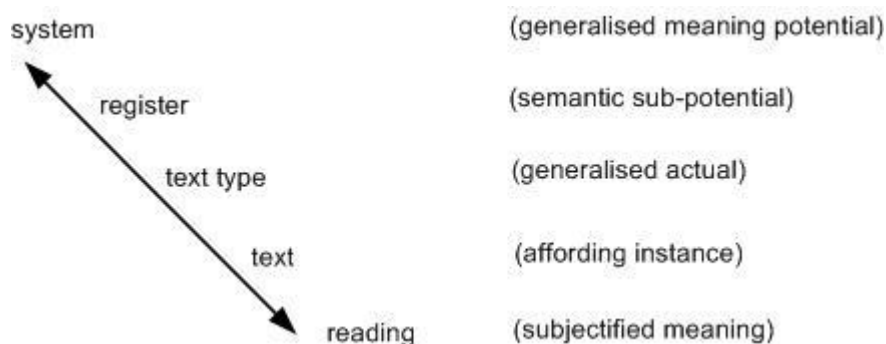 system (generalised meaning potential)
register (semantic sub-potential)
text type (generalised actual)
text (affording instance)
reading (subjectified meaning)